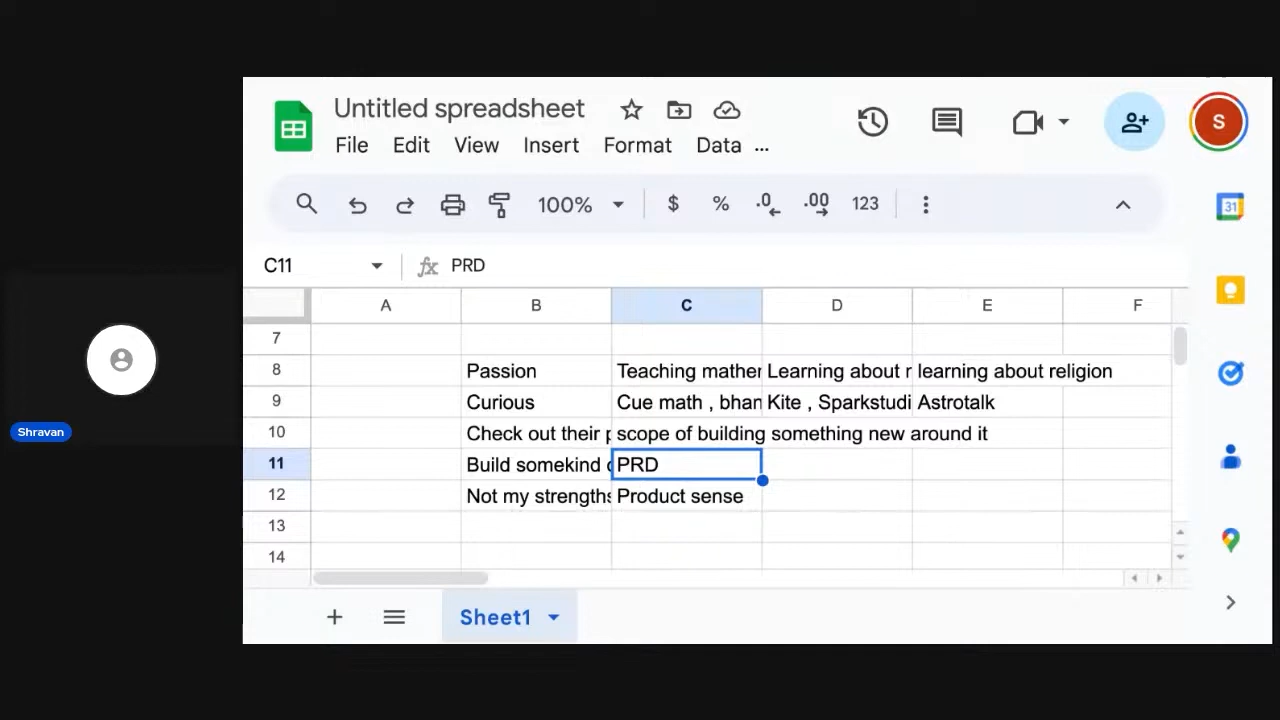 Untitled spreadsheet
File Edit View Insert Format Data ...
S
100% $ % .0 .00 123
31
C11 fx PRD
A B C D E F
7
8 Passion Teaching mather Learning about r learning about religion
9 Curious Cue math , bhan Kite , Sparkstudi Astrotalk
10 Check out their p scope of building something new around it
11 Build somekind o PRD
12 Not my strengths Product sense
13
14
Sheet1
Shravan